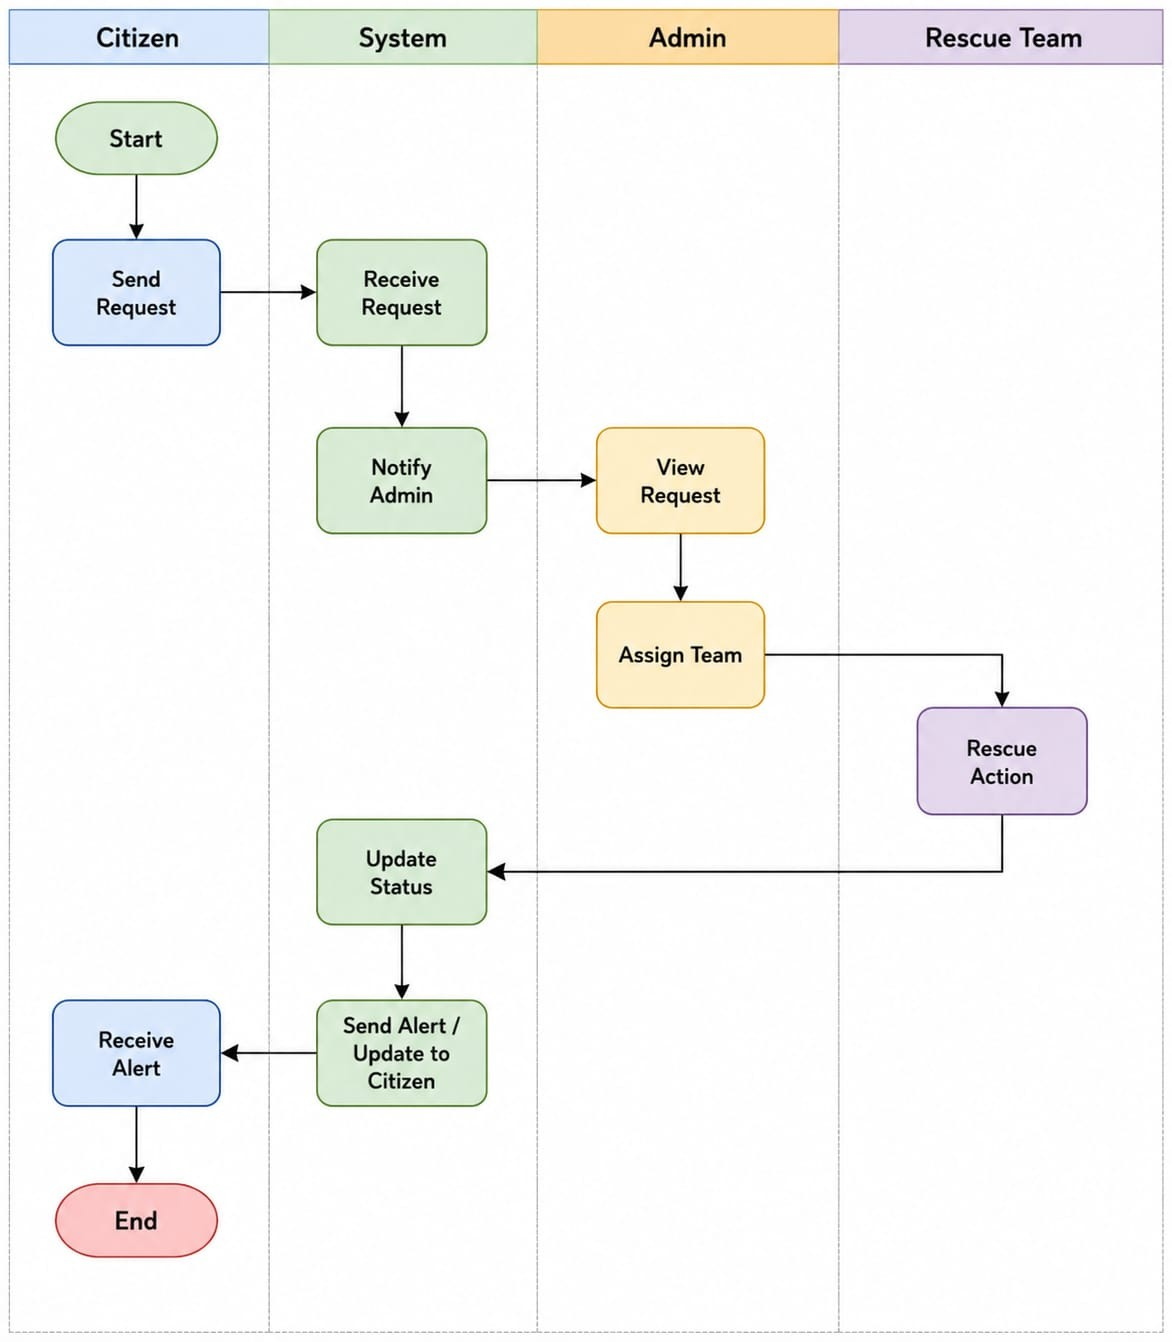 Citizen
System
Admin
Rescue Team
Start
Send
Request
Receive
Request
Notify
Admin
View
Request
Assign Team
Rescue
Action
Update
Status
Send Alert /
Update to
Citizen
Receive
Alert
End